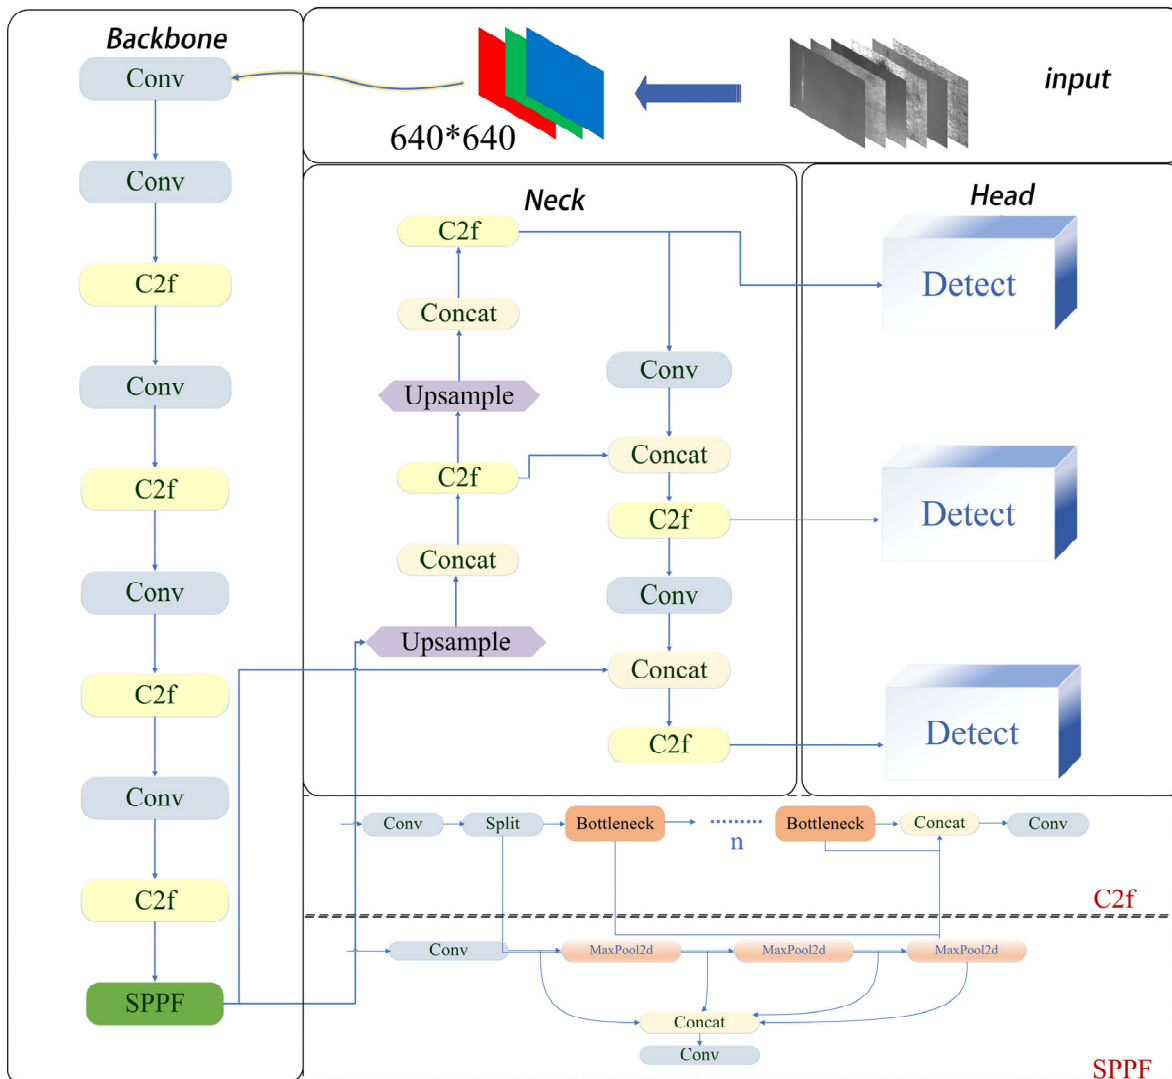 Backbone
Conv
Conv
C2f
Conv
C2f
Conv
C2f
Conv
C2f
SPPF
640*640
input
Neck
C2f
Concat
Upsample
C2f
Concat
Upsample
Conv
Concat
C2f
Conv
Concat
C2f
Head
Detect
Detect
Detect
Conv
Split
Bottleneck
n
Bottleneck
Concat
Conv
C2f
Conv
MaxPool2d
MaxPool2d
MaxPool2d
Concat
Conv
SPPF